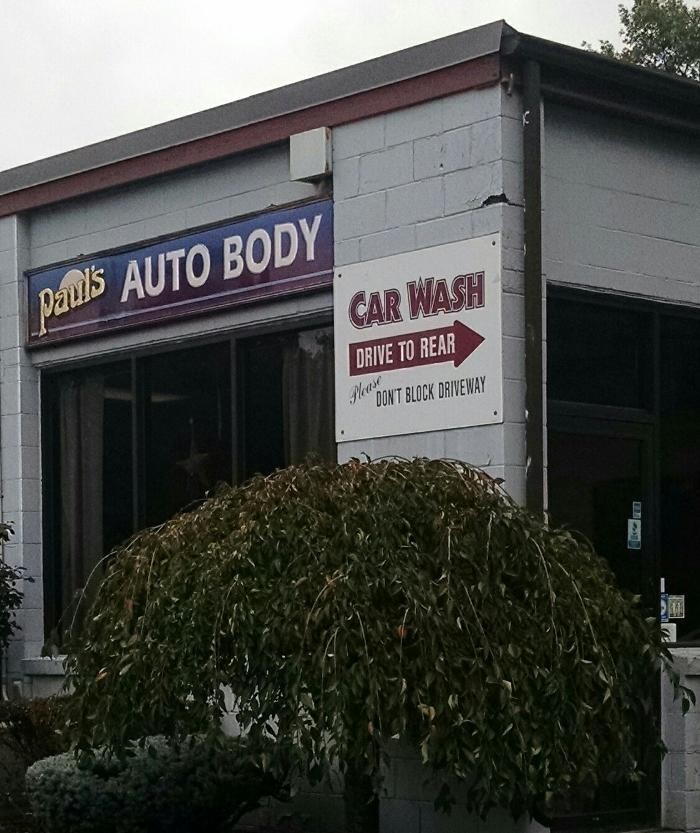 Paul's AUTO BODY
CAR WASH
DRIVE TO REAR
Please DON'T BLOCK DRIVEWAY